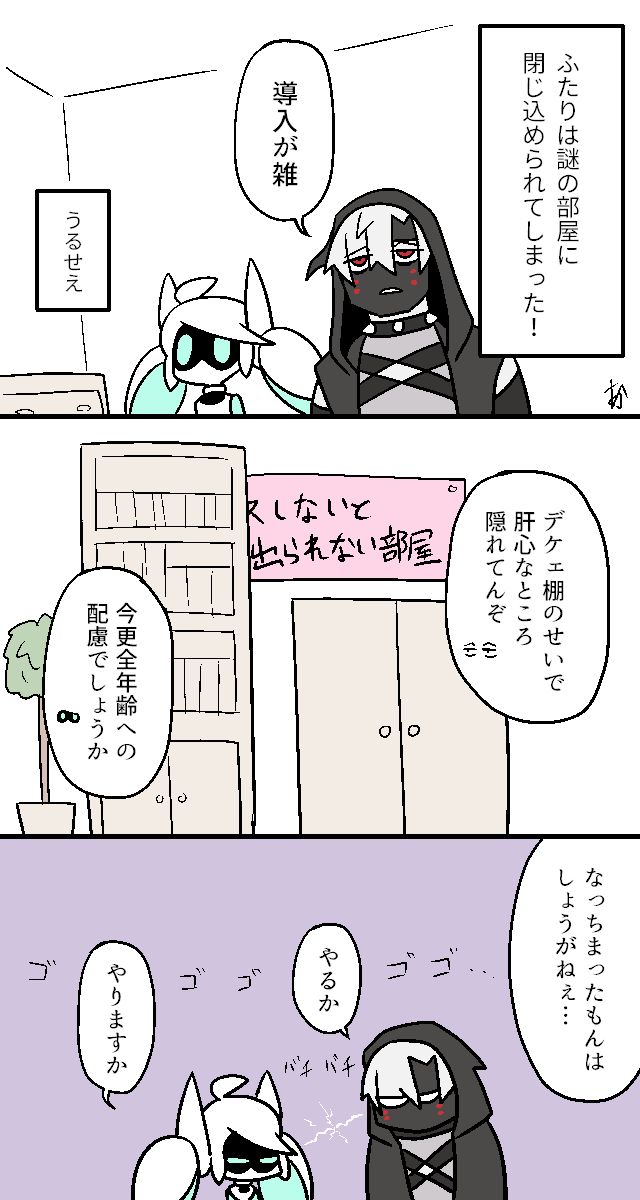 ふたりは謎の部屋に
閉じ込められてしまった！
導入が雑
うるせえ
スしないと
出られない部屋
デケェ棚のせいで
肝心なところ
隠れてんぞ
今更全年齢への
配慮でしょうか
なっちまったもんは
しょうがねぇ…
やるか
やりますか
ゴ ゴ…
ゴ ゴ
ゴ
バチ バチ